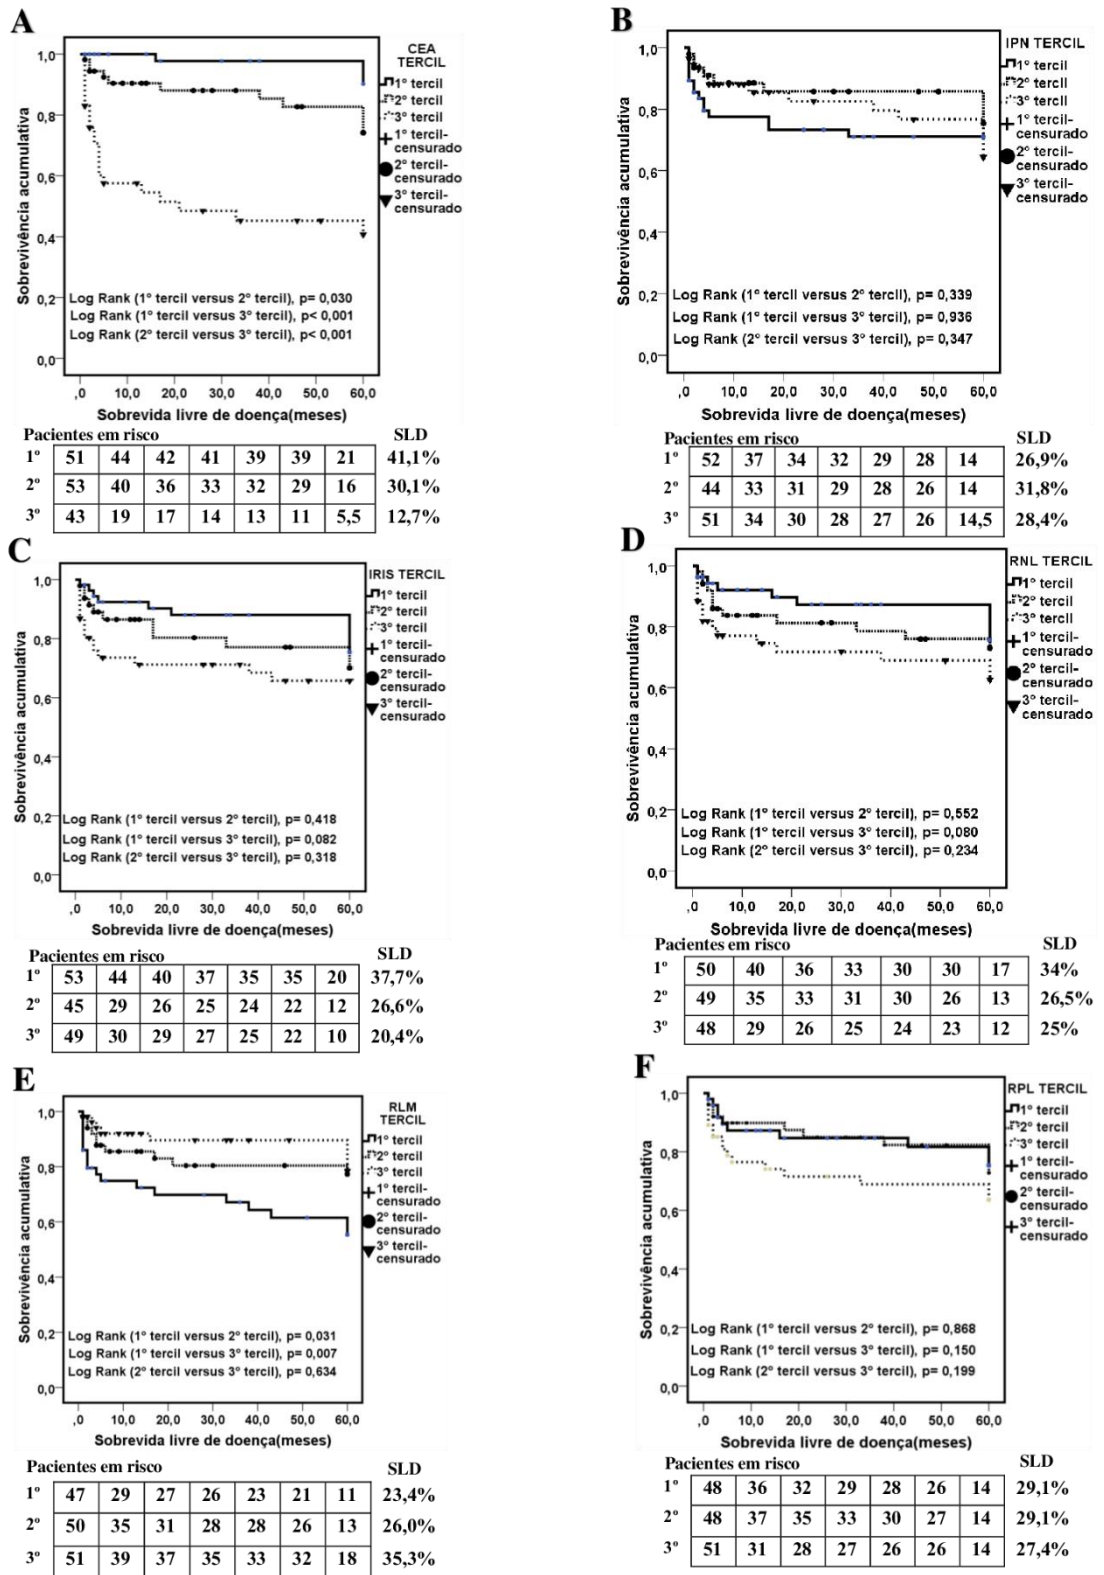 A
CEA
TERCIL
1º tercil
2º tercil
3º tercil
1º tercil-
censurado
2º tercil-
censurado
3º tercil-
censurado
Sobrevivência acumulativa
1,0
0,8
0,6
0,4
0,2
0,0
Log Rank (1º tercil versus 2º tercil), p= 0,030
Log Rank (1º tercil versus 3º tercil), p< 0,001
Log Rank (2º tercil versus 3º tercil), p< 0,001
,0 10,0 20,0 30,0 40,0 50,0 60,0
Sobrevida livre de doença(meses)
Pacientes em risco SLD
1º 51 44 42 41 39 39 21 41,1%
2º 53 40 36 33 32 29 16 30,1%
3º 43 19 17 14 13 11 5,5 12,7%
B
IPN TERCIL
1º tercil
2º tercil
3º tercil
1º tercil-
censurado
2º tercil-
censurado
3º tercil-
censurado
Sobrevivência acumulativa
1,0
0,8
0,6
0,4
0,2
0,0
Log Rank (1º tercil versus 2º tercil), p= 0,339
Log Rank (1º tercil versus 3º tercil), p= 0,936
Log Rank (2º tercil versus 3º tercil), p= 0,347
,0 10,0 20,0 30,0 40,0 50,0 60,0
Sobrevida livre de doença(meses)
Pacientes em risco SLD
1º 52 37 34 32 29 28 14 26,9%
2º 44 33 31 29 28 26 14 31,8%
3º 51 34 30 28 27 26 14,5 28,4%
C
IRIS TERCIL
1º tercil
2º tercil
3º tercil
1º tercil-
censurado
2º tercil-
censurado
3º tercil-
censurado
Sobrevivência acumulativa
1,0
0,8
0,6
0,4
0,2
0,0
Log Rank (1º tercil versus 2º tercil), p= 0,418
Log Rank (1º tercil versus 3º tercil), p= 0,082
Log Rank (2º tercil versus 3º tercil), p= 0,318
,0 10,0 20,0 30,0 40,0 50,0 60,0
Sobrevida livre de doença(meses)
Pacientes em risco SLD
1º 53 44 40 37 35 35 20 37,7%
2º 45 29 26 25 24 22 12 26,6%
3º 49 30 29 27 25 22 10 20,4%
D
RNL TERCIL
1º tercil
2º tercil
3º tercil
1º tercil-
censurado
2º tercil-
censurado
3º tercil-
censurado
Sobrevivência acumulativa
1,0
0,8
0,6
0,4
0,2
0,0
Log Rank (1º tercil versus 2º tercil), p= 0,552
Log Rank (1º tercil versus 3º tercil), p= 0,080
Log Rank (2º tercil versus 3º tercil), p= 0,234
,0 10,0 20,0 30,0 40,0 50,0 60,0
Sobrevida livre de doença(meses)
Pacientes em risco SLD
1º 50 40 36 33 30 30 17 34%
2º 49 35 33 31 30 26 13 26,5%
3º 48 29 26 25 24 23 12 25%
E
RLM
TERCIL
1º tercil
2º tercil
3º tercil
1º tercil-
censurado
2º tercil-
censurado
3º tercil-
censurado
Sobrevivência acumulativa
1,0
0,8
0,6
0,4
0,2
0,0
Log Rank (1º tercil versus 2º tercil), p= 0,031
Log Rank (1º tercil versus 3º tercil), p= 0,007
Log Rank (2º tercil versus 3º tercil), p= 0,634
,0 10,0 20,0 30,0 40,0 50,0 60,0
Sobrevida livre de doença(meses)
Pacientes em risco SLD
1º 47 29 27 26 23 21 11 23,4%
2º 50 35 31 28 28 26 13 26,0%
3º 51 39 37 35 33 32 18 35,3%
F
RPL TERCIL
1º tercil
2º tercil
3º tercil
1º tercil-
censurado
2º tercil-
censurado
3º tercil-
censurado
Sobrevivência acumulativa
1,0
0,8
0,6
0,4
0,2
0,0
Log Rank (1º tercil versus 2º tercil), p= 0,868
Log Rank (1º tercil versus 3º tercil), p= 0,150
Log Rank (2º tercil versus 3º tercil), p= 0,199
,0 10,0 20,0 30,0 40,0 50,0 60,0
Sobrevida livre de doença(meses)
Pacientes em risco SLD
1º 48 36 32 29 28 26 14 29,1%
2º 48 37 35 33 30 27 14 29,1%
3º 51 31 28 27 26 26 14 27,4%